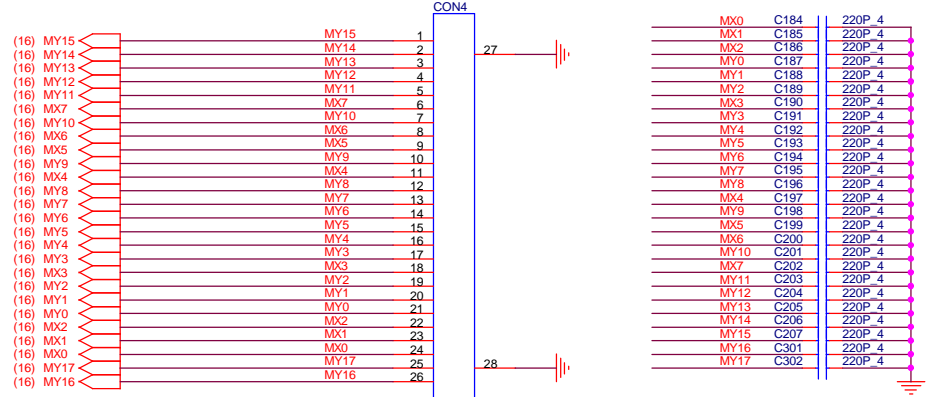 CON4
(16) MY15 MY15 1
(16) MY14 MY14 2
(16) MY13 MY13 3
(16) MY12 MY12 4
(16) MY11 MY11 5
(16) MX7 MX7 6
(16) MY10 MY10 7
(16) MX6 MX6 8
(16) MX5 MX5 9
(16) MY9 MY9 10
(16) MX4 MX4 11
(16) MY8 MY8 12
(16) MY7 MY7 13
(16) MY6 MY6 14
(16) MY5 MY5 15
(16) MY4 MY4 16
(16) MY3 MY3 17
(16) MX3 MX3 18
(16) MY2 MY2 19
(16) MY1 MY1 20
(16) MY0 MY0 21
(16) MX2 MX2 22
(16) MX1 MX1 23
(16) MX0 MX0 24
(16) MY17 MY17 25
(16) MY16 MY16 26
27
28
MX0 C184 220P_4
MX1 C185 220P_4
MX2 C186 220P_4
MY0 C187 220P_4
MY1 C188 220P_4
MY2 C189 220P_4
MX3 C190 220P_4
MY3 C191 220P_4
MY4 C192 220P_4
MY5 C193 220P_4
MY6 C194 220P_4
MY7 C195 220P_4
MY8 C196 220P_4
MX4 C197 220P_4
MY9 C198 220P_4
MX5 C199 220P_4
MX6 C200 220P_4
MY10 C201 220P_4
MX7 C202 220P_4
MY11 C203 220P_4
MY12 C204 220P_4
MY13 C205 220P_4
MY14 C206 220P_4
MY15 C207 220P_4
MY16 C301 220P_4
MY17 C302 220P_4